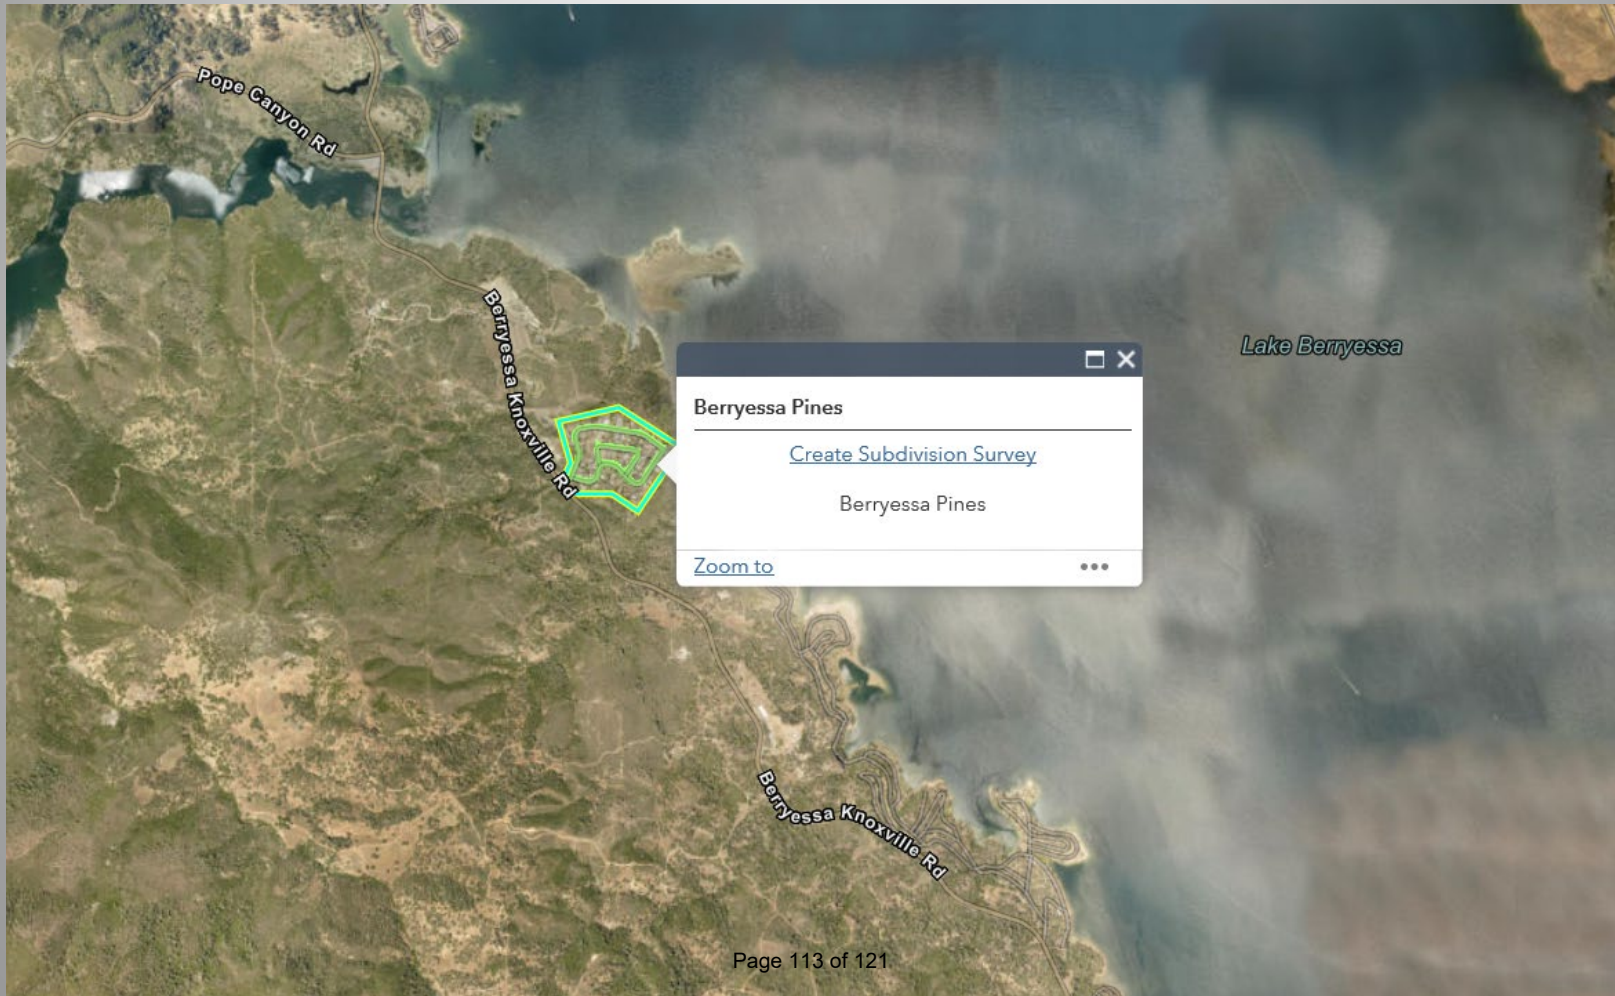 Pope Canyon Rd
Berryessa Knoxville Rd
Lake Berryessa
Berryessa Pines
Create Subdivision Survey
Berryessa Pines
Zoom to
Berryessa Knoxville Rd
Page 113 of 121